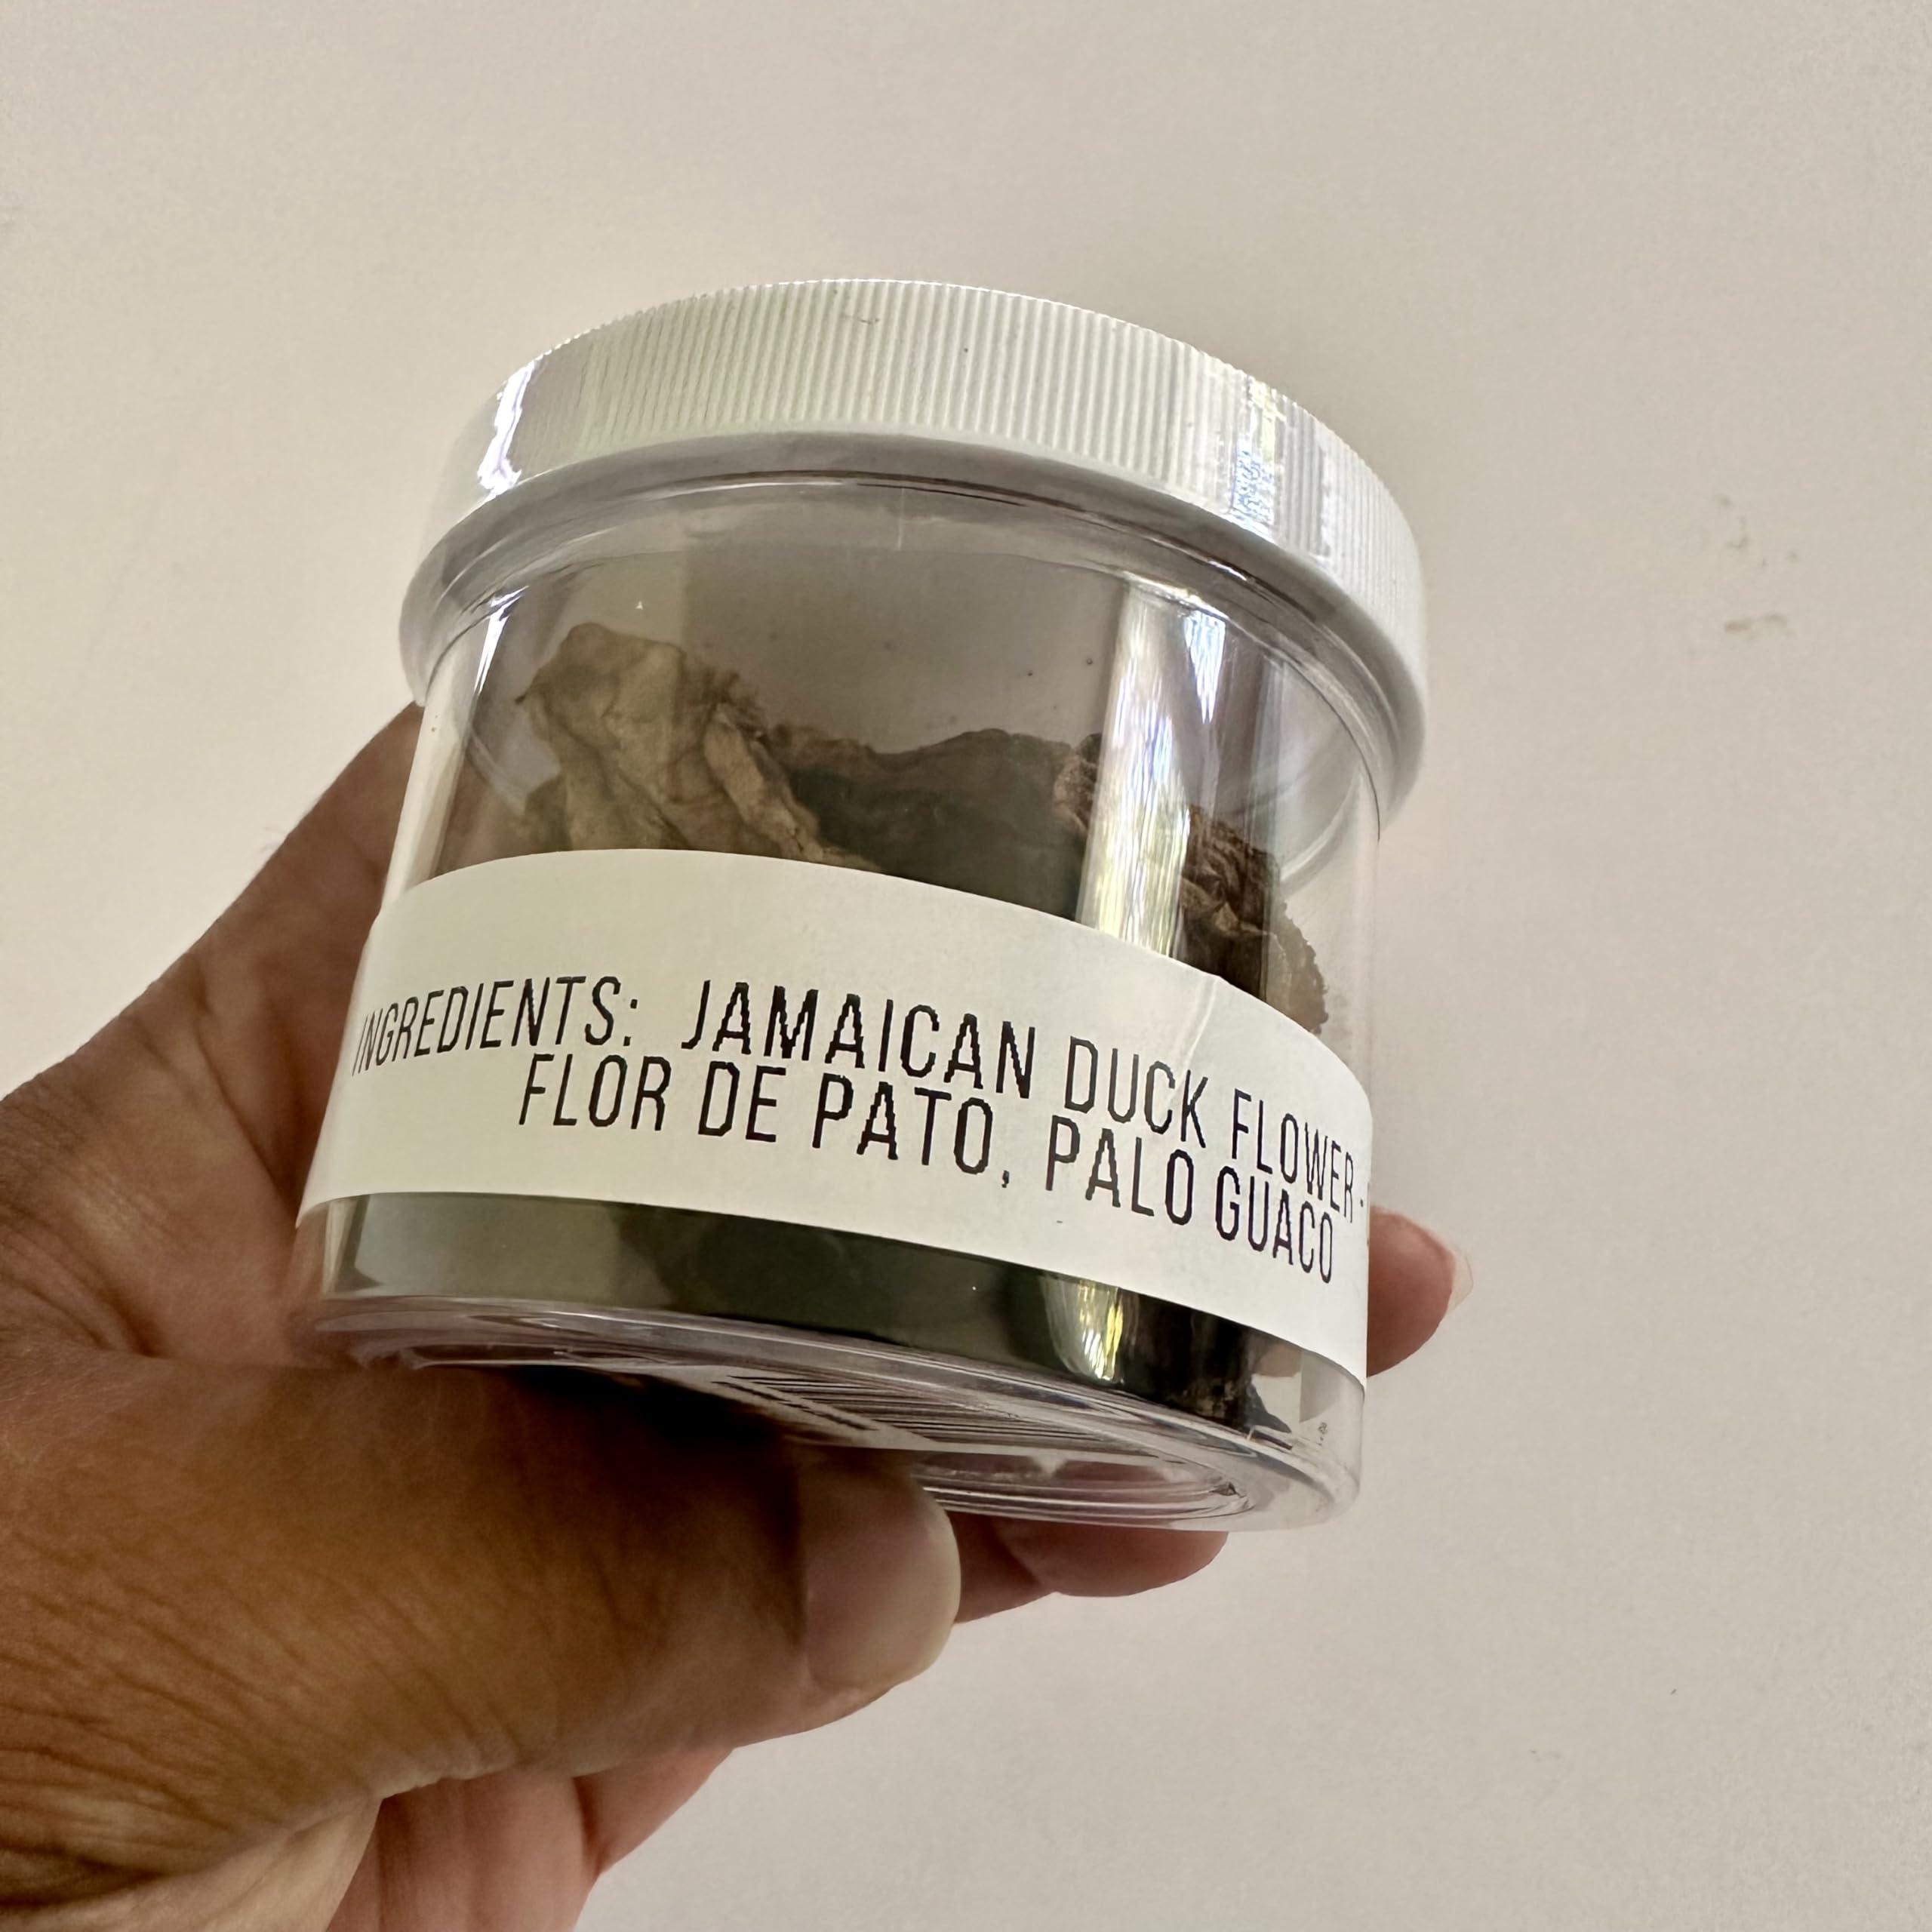 INGREDIENTS: JAMAICAN DUCK FLOWER -
FLOR DE PATO, PALO GUACO